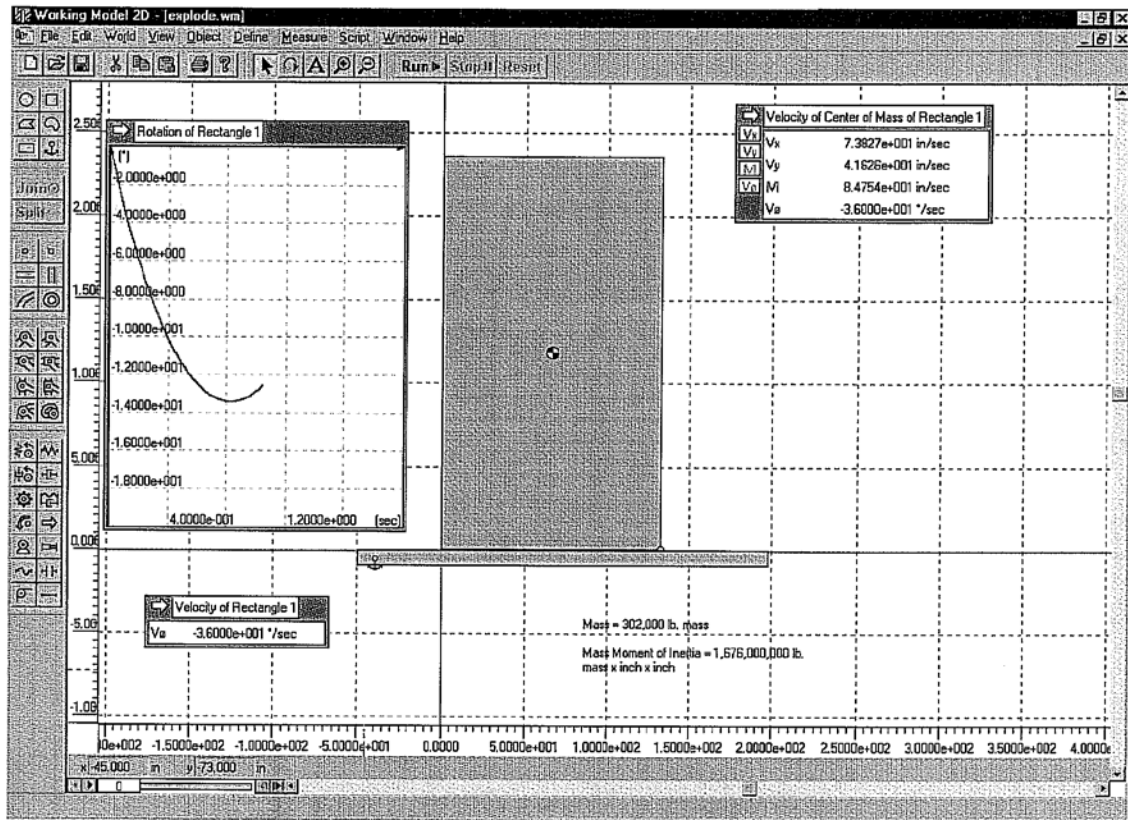 Working Model 2D - [explode.wm]
File Edit World View Object Define Measure Script Window Help
Run Stop Reset
Join
Split
2.50
2.00
1.50
1.00
5.00
0.000
-5.00
-1.00
Rotation of Rectangle 1
(°)
-2.0000e+000
-4.0000e+000
-6.0000e+000
-8.0000e+000
-1.0000e+001
-1.2000e+001
-1.4000e+001
-1.6000e+001
-1.8000e+001
4.0000e-001 1.2000e+000 (sec)
Velocity of Center of Mass of Rectangle 1
Vx
Vy
|V|
Vø
Vx 7.3827e+001 in/sec
Vy 4.1626e+001 in/sec
|V| 8.4754e+001 in/sec
Vø -3.6000e+001 °/sec
Velocity of Rectangle 1
Vø -3.6000e+001 °/sec
Mass = 302,000 lb. mass
Mass Moment of Inertia = 1,676,000,000 lb.
mass x inch x inch
00e+002 -1.5000e+002 -1.0000e+002 -5.0000e+001 0.0000 5.0000e+001 1.0000e+002 1.5000e+002 2.0000e+002 2.5000e+002 3.0000e+002 3.5000e+002 4.0000
x -45.000 in y -73.000 in
0